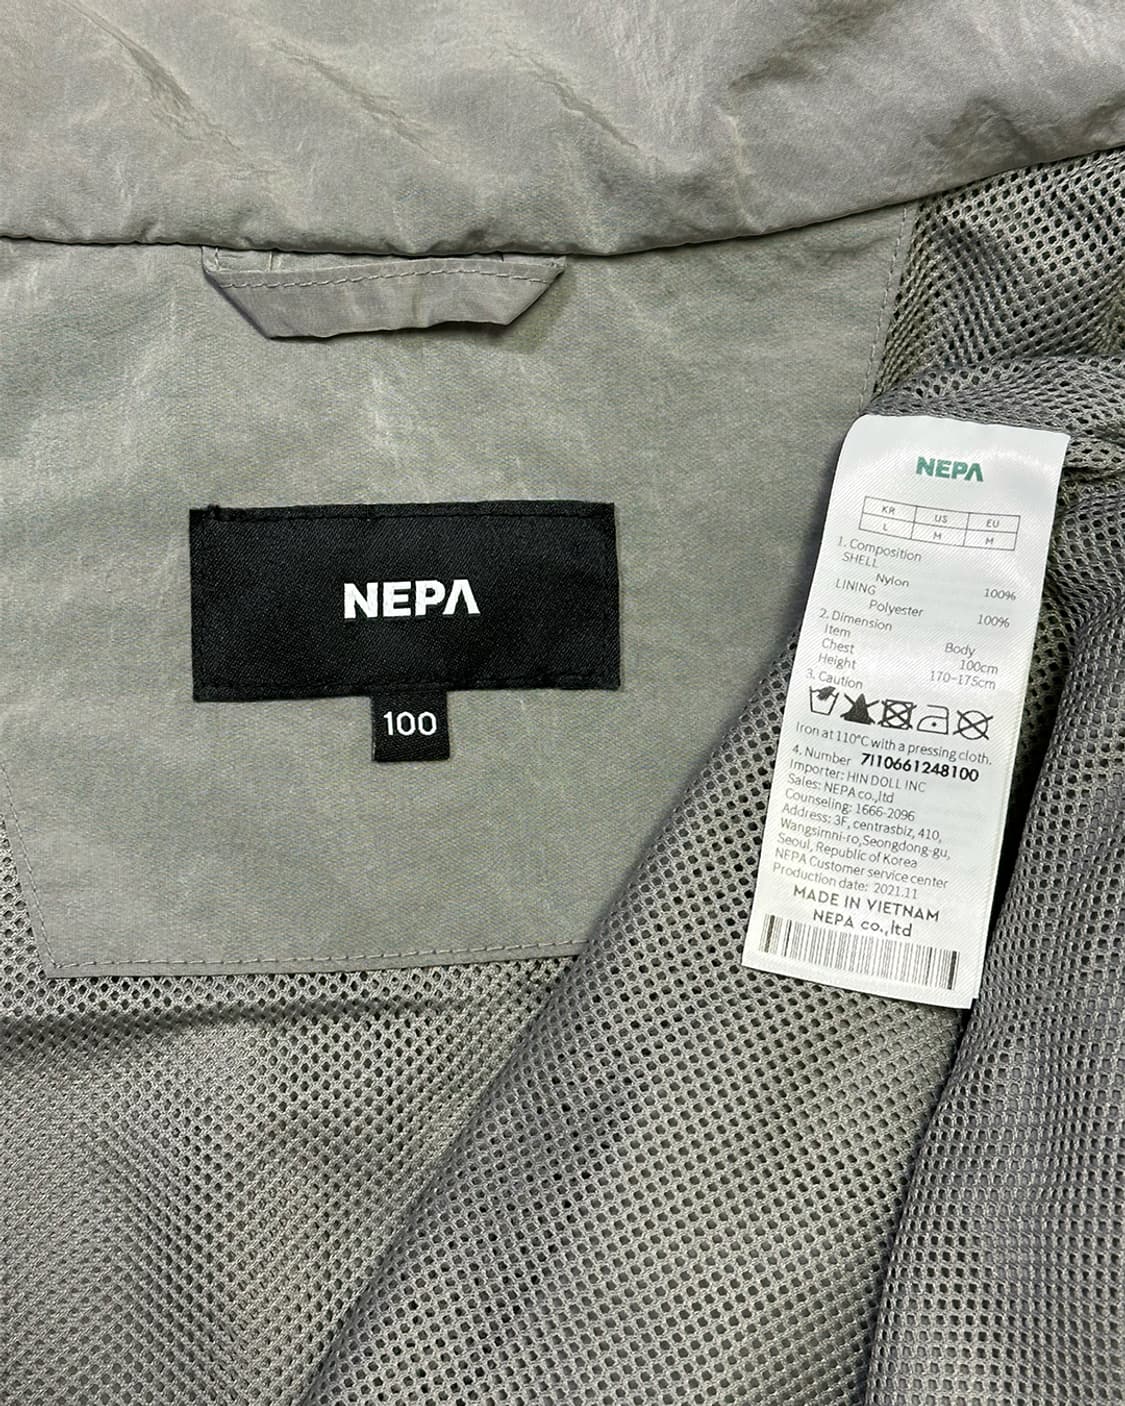 NEPA
100
NEPA
KR US EU
L M M
1. Composition
SHELL
Nylon 100%
LINING
Polyester 100%
2. Dimension
Item Body
Chest 100cm
Height 170-175cm
3. Caution
Iron at 110°C with a pressing cloth.
4. Number 7I10661248100
Importer: HIN DOLL INC
Sales: NEPA co.,ltd
Counseling: 1666-2096
Address: 3F, centrasbiz, 410,
Wangsimni-ro,Seongdong-gu,
Seoul, Republic of Korea
NEPA Customer service center
Production date: 2021.11
MADE IN VIETNAM
NEPA co.,ltd